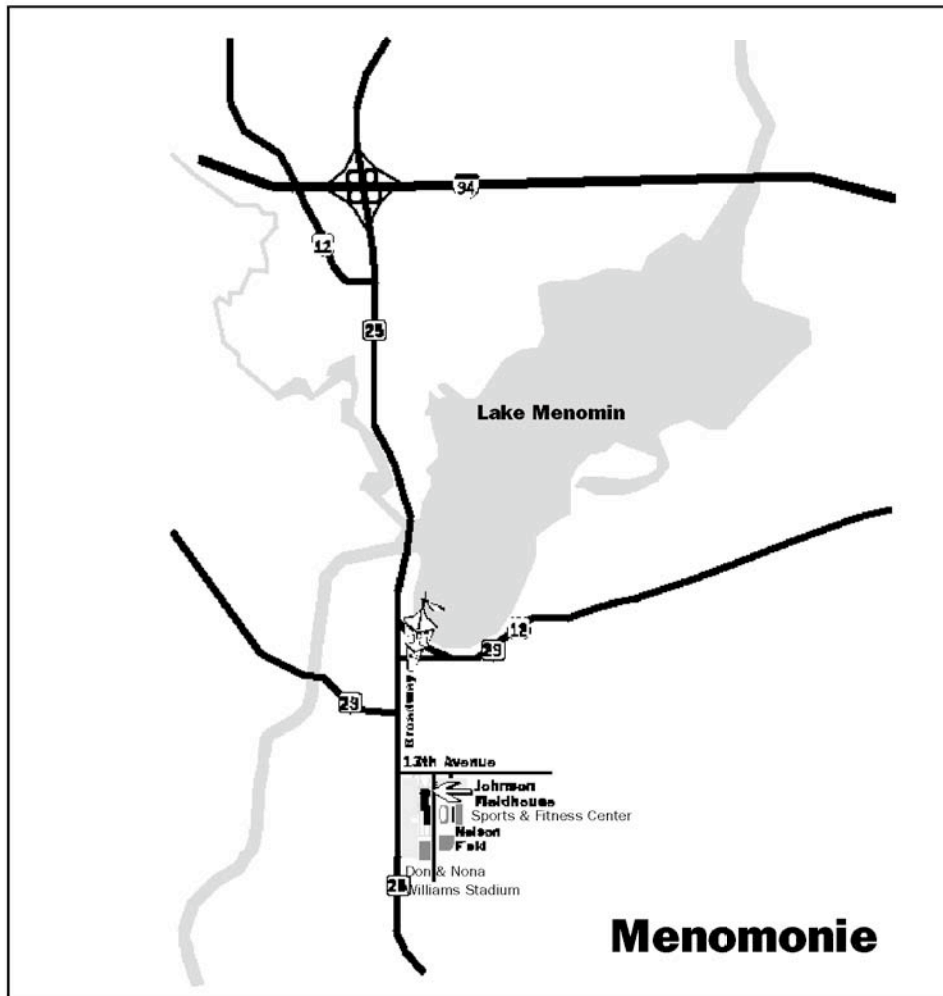 94
12
25
Lake Menomin
12
29
29
Broadway
13th Avenue
Johnson
Fieldhouse
Sports & Fitness Center
Nelson
Field
Don & Nona
25
Williams Stadium
Menomonie